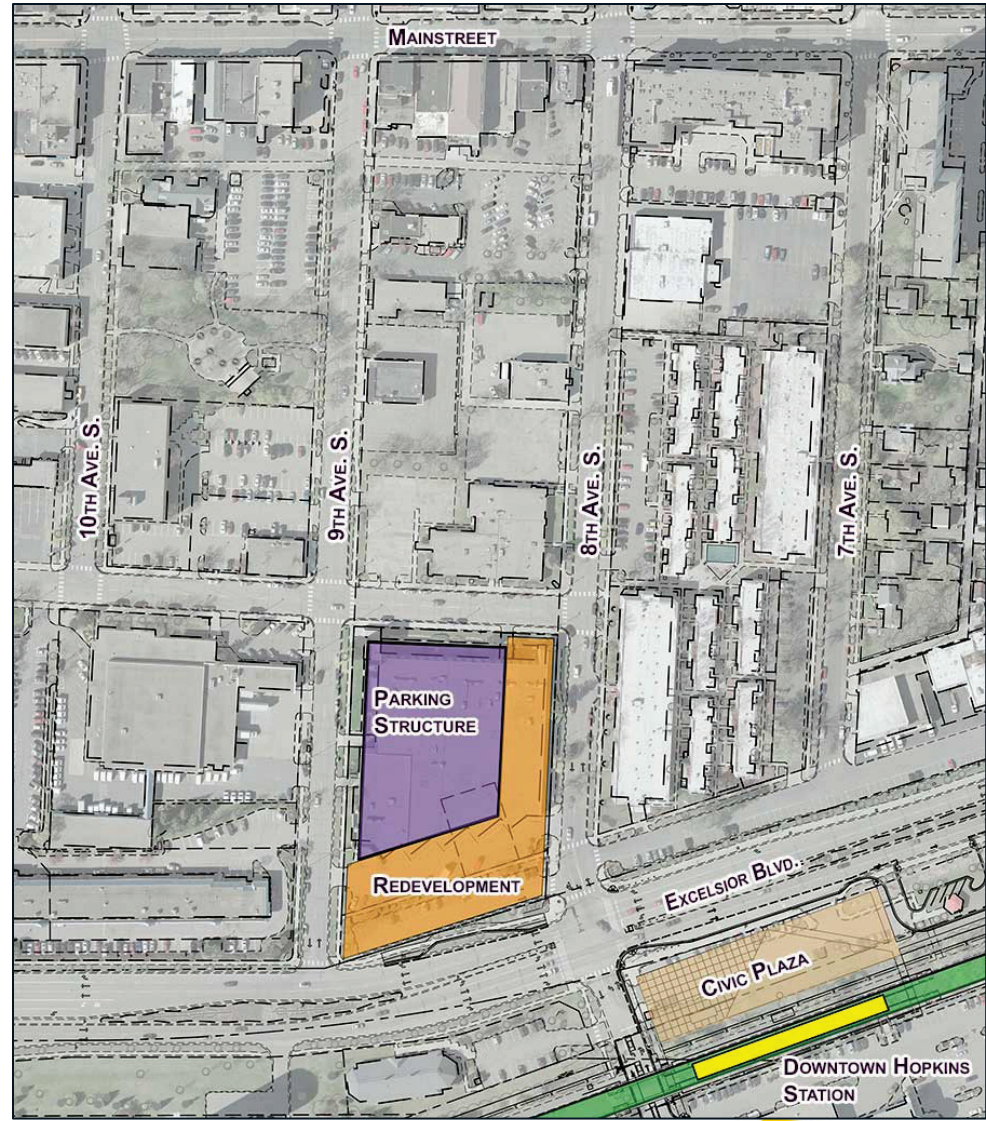 MAINSTREET
10TH AVE. S.
9TH AVE. S.
8TH AVE. S.
7TH AVE. S.
PARKING
STRUCTURE
REDEVELOPMENT
EXCELSIOR BLVD.
CIVIC PLAZA
DOWNTOWN HOPKINS
STATION